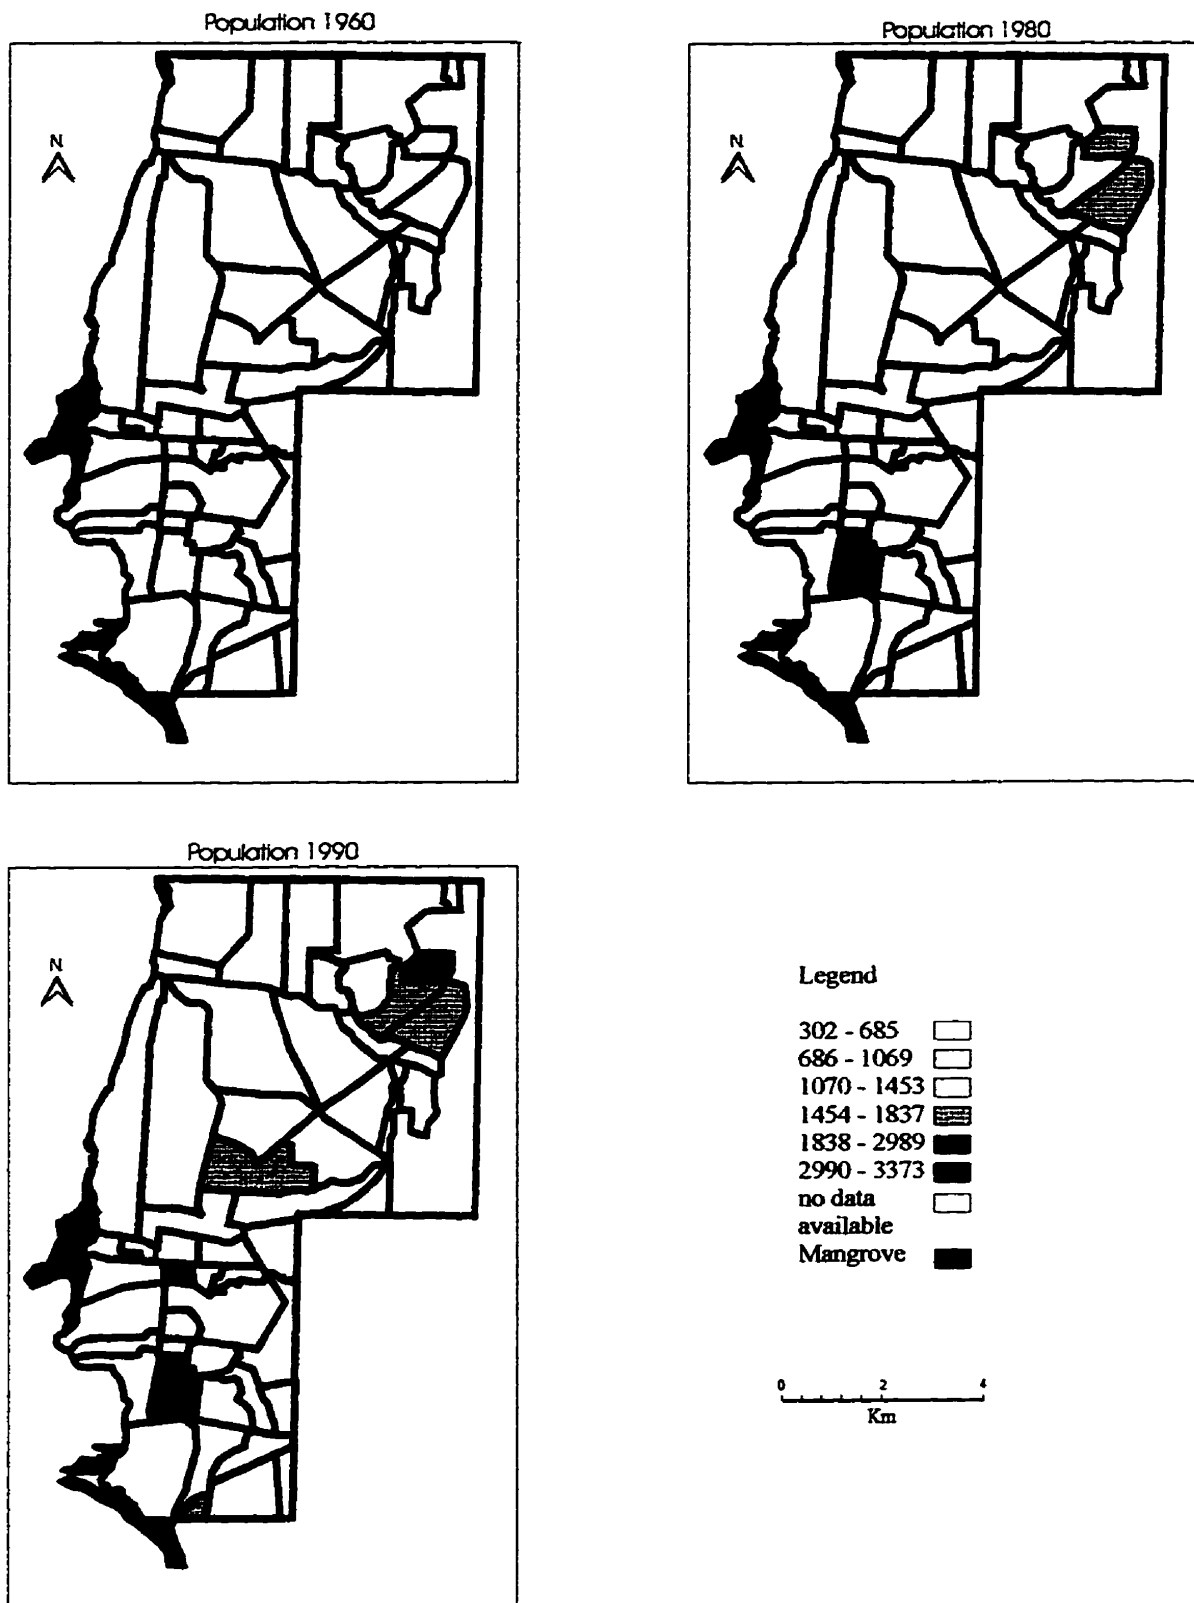 Population 1960
N
Population 1980
N
Population 1990
N
Legend
302 - 685
686 - 1069
1070 - 1453
1454 - 1837
1838 - 2989
2990 - 3373
no data
available
Mangrove
0 2 4
Km